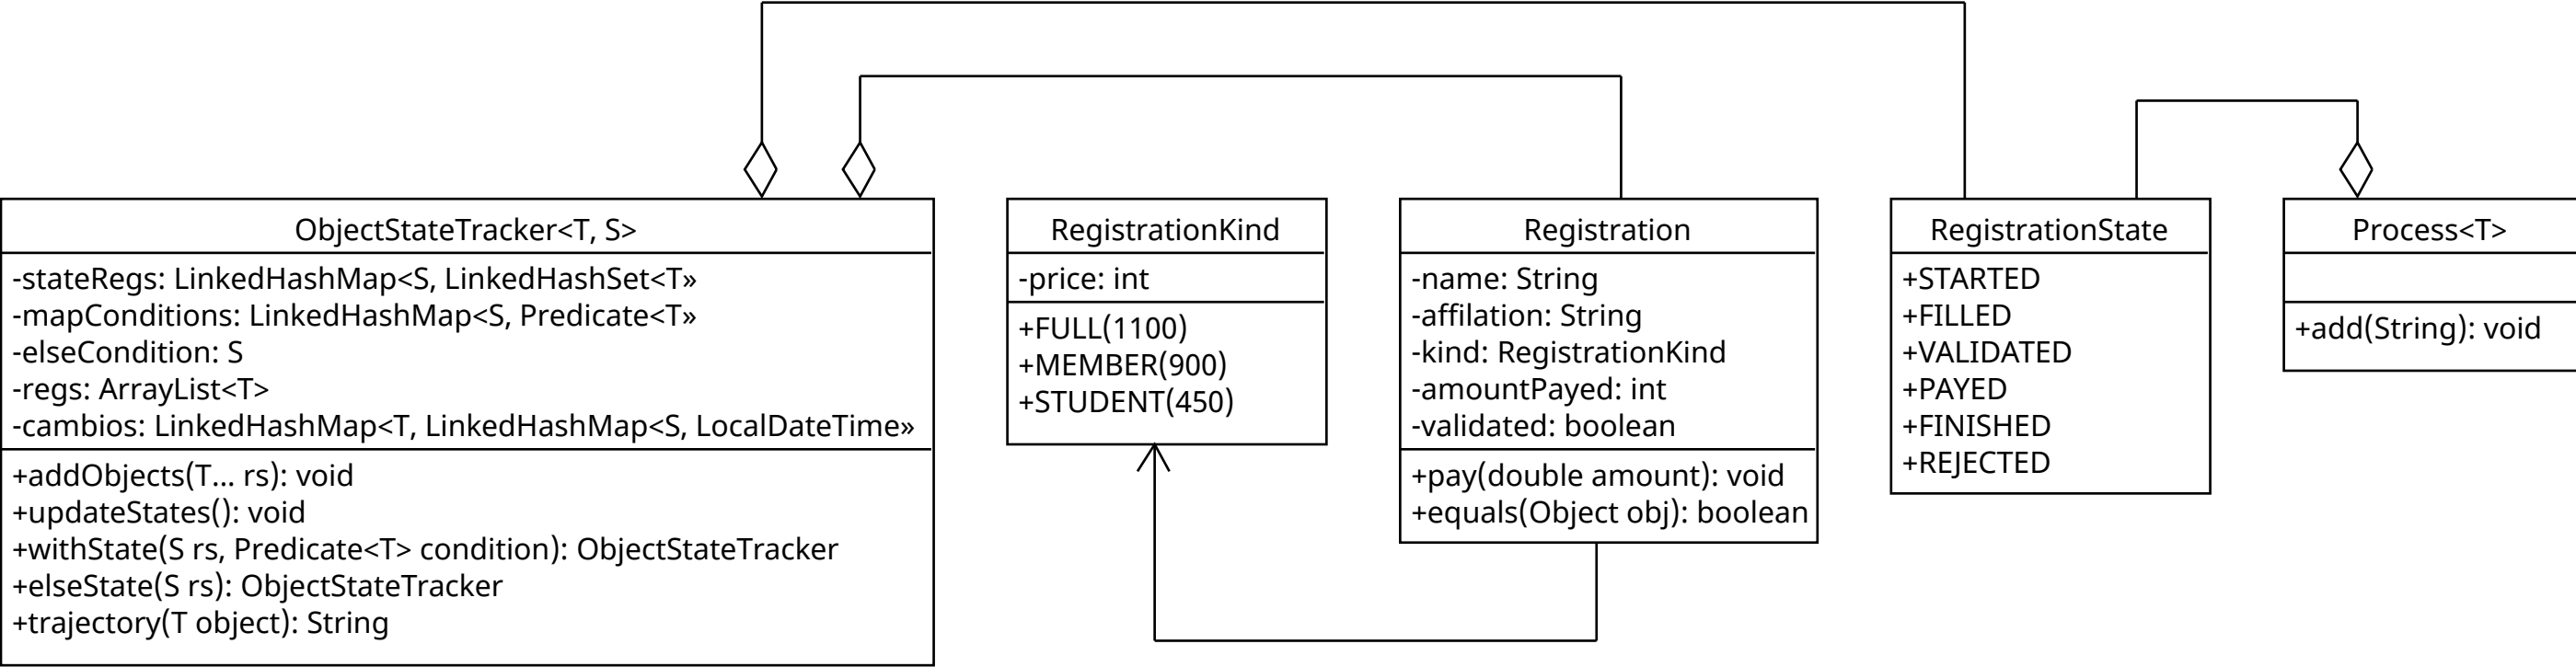 ObjectStateTracker<T, S>
-stateRegs: LinkedHashMap<S, LinkedHashSet<T»
-mapConditions: LinkedHashMap<S, Predicate<T»
-elseCondition: S
-regs: ArrayList<T>
-cambios: LinkedHashMap<T, LinkedHashMap<S, LocalDateTime»
+addObjects(T... rs): void
+updateStates(): void
+withState(S rs, Predicate<T> condition): ObjectStateTracker
+elseState(S rs): ObjectStateTracker
+trajectory(T object): String
RegistrationKind
-price: int
+FULL(1100)
+MEMBER(900)
+STUDENT(450)
Registration
-name: String
-affilation: String
-kind: RegistrationKind
-amountPayed: int
-validated: boolean
+pay(double amount): void
+equals(Object obj): boolean
RegistrationState
+STARTED
+FILLED
+VALIDATED
+PAYED
+FINISHED
+REJECTED
Process<T>
+add(String): void